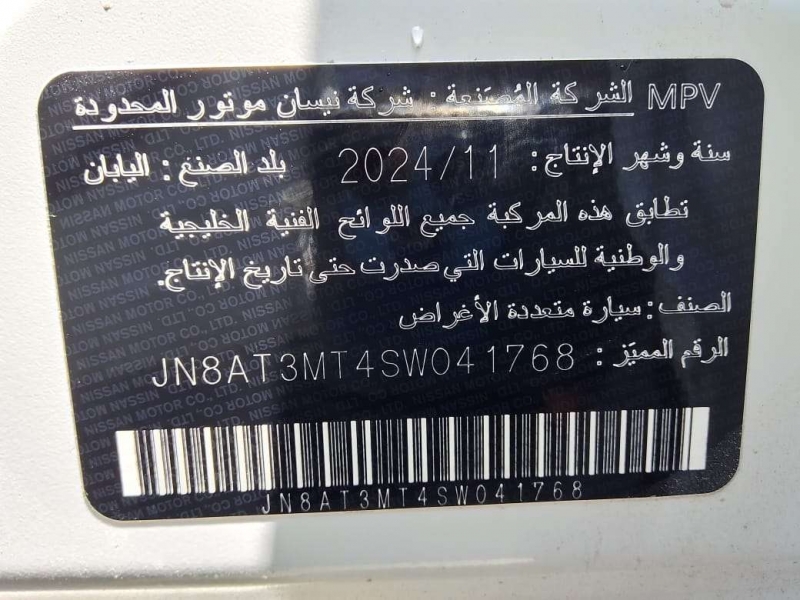 MPV الشركة المُصَنعة : شركة نيسان موتور المحدودة
سنة وشهر الإنتاج: 2024/11 بلد الصنع : اليابان
تطابق هذه المركبة جميع اللوائح الفنية الخليجية
والوطنية للسيارات التي صدرت حتى تاريخ الإنتاج.
الصنف: سيارة متعددة الأغراض
الرقم المميَز : JN8AT3MT4SW041768
JN8AT3MT4SW041768